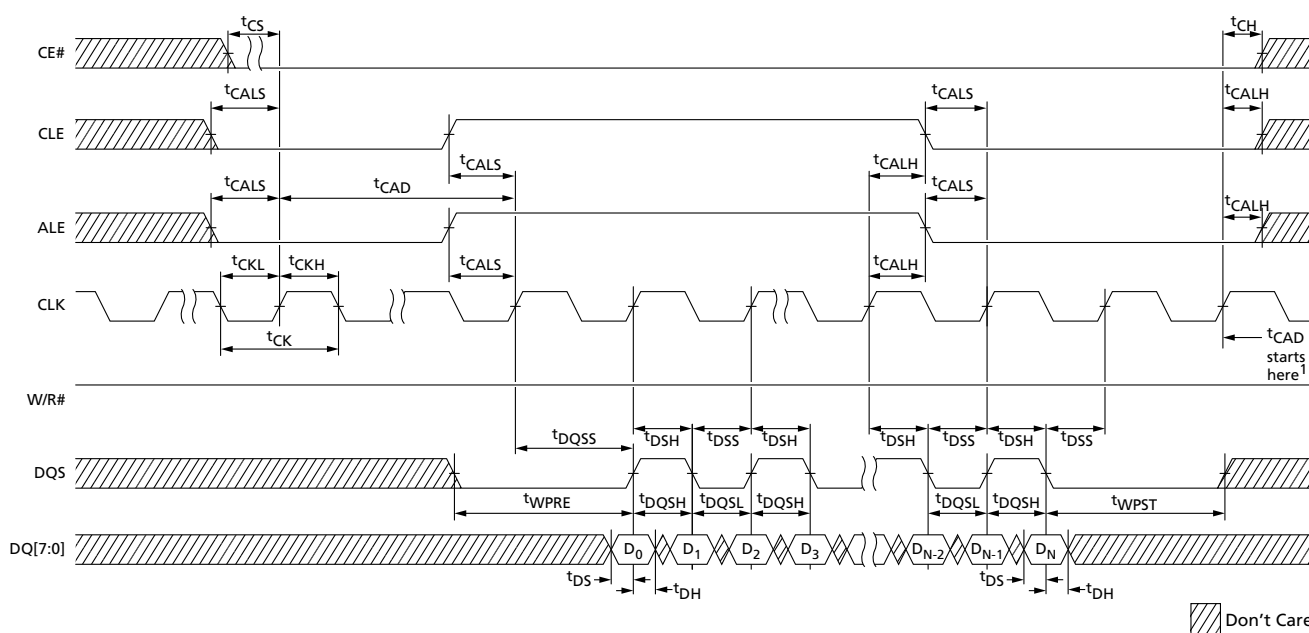 tCS
tCH
CE#
tCALS
tCALS
tCALH
CLE
tCALS
tCALH
tCALS
tCAD
tCALS
tCALH
ALE
tCKL
tCKH
tCALS
tCALH
CLK
tCK
tCAD
starts
here1
W/R#
tDQSS
tDSH
tDSS
tDSH
tDSH
tDSS
tDSH
tDSS
DQS
tWPRE
tDQSH
tDQSL
tDQSH
tDQSL
tDQSH
tWPST
DQ[7:0]
D0
D1
D2
D3
DN-2
DN-1
DN
tDS
tDH
tDS
tDH
Don't Care